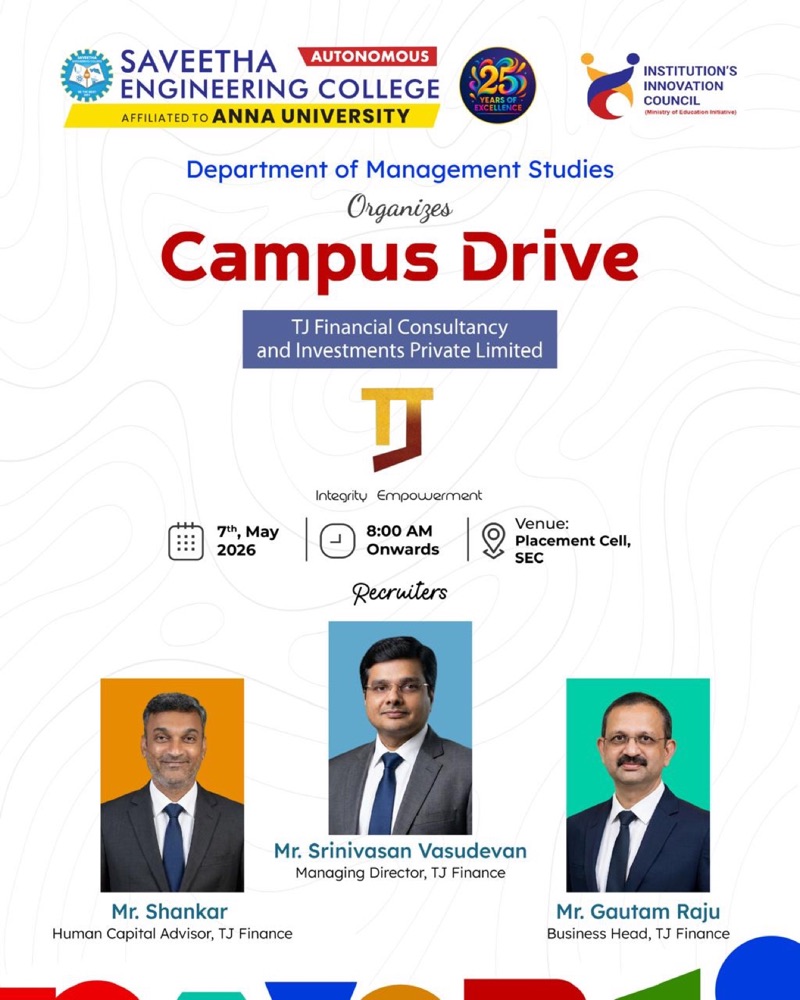 SAVEETHA
AUTONOMOUS
ENGINEERING COLLEGE
AFFILIATED TO ANNA UNIVERSITY
25
YEARS OF
EXCELLENCE
INSTITUTION'S
INNOVATION
COUNCIL
(Ministry of Education Initiative)
Department of Management Studies
Organizes
Campus Drive
TJ Financial Consultancy
and Investments Private Limited
TJ
Integrity Empowerment
7th, May
2026
8:00 AM
Onwards
Venue:
Placement Cell,
SEC
Recruiters
Mr. Srinivasan Vasudevan
Managing Director, TJ Finance
Mr. Shankar
Human Capital Advisor, TJ Finance
Mr. Gautam Raju
Business Head, TJ Finance